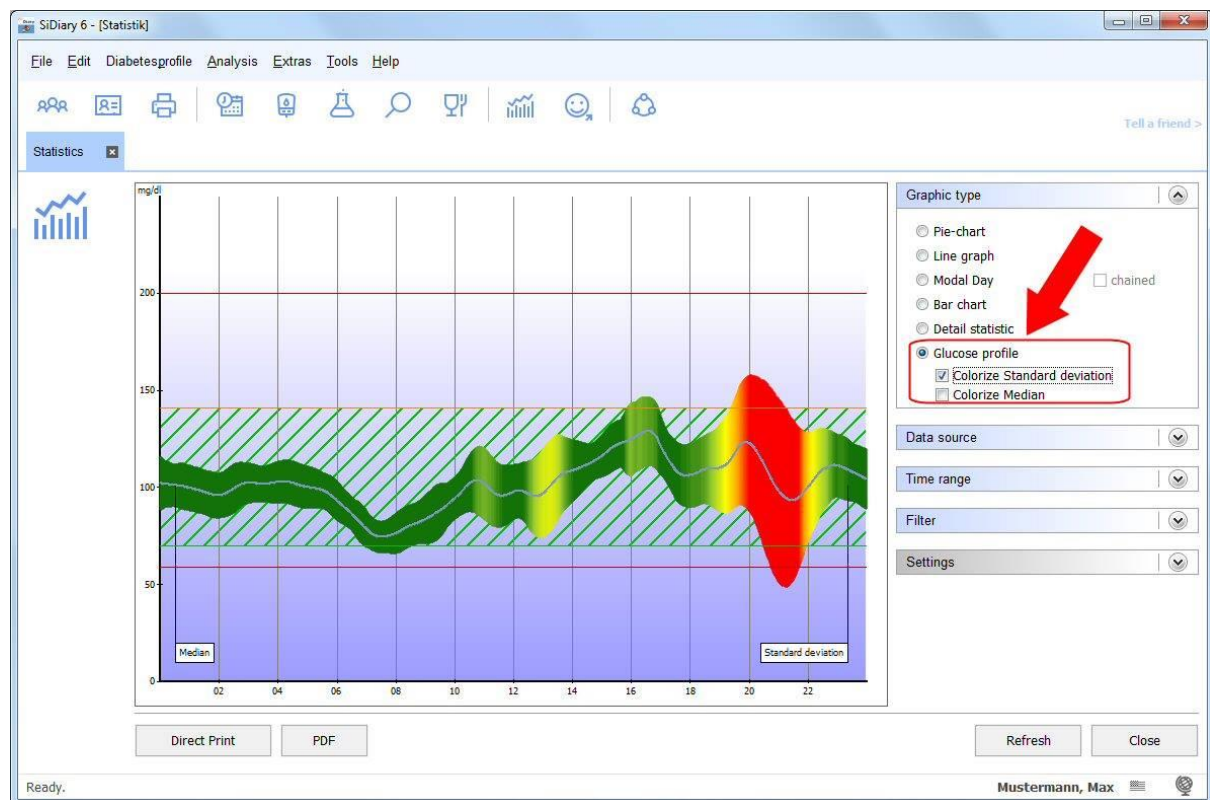 SiDiary 6 - [Statistik]
File Edit Diabetesprofile Analysis Extras Tools Help
Tell a friend >
Statistics
mg/dl
200
150
100
50
0
02 04 06 08 10 12 14 16 18 20 22
Median
Standard deviation
Graphic type
Pie-chart
Line graph
Modal Day
chained
Bar chart
Detail statistic
Glucose profile
Colorize Standard deviation
Colorize Median
Data source
Time range
Filter
Settings
Direct Print
PDF
Refresh
Close
Ready.
Mustermann, Max